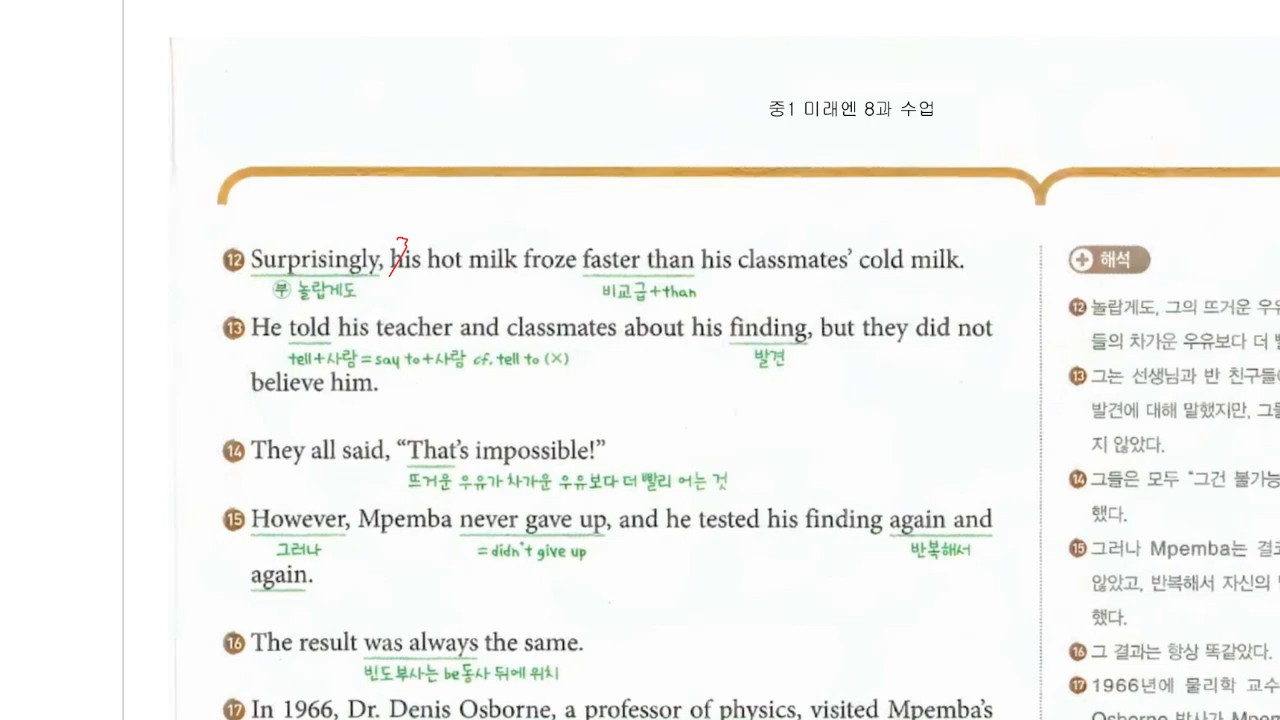 중1 미래엔 8과 수업
⑫ Surprisingly, his hot milk froze faster than his classmates’ cold milk.
㊝ 놀랍게도
비교급+than
⑬ He told his teacher and classmates about his finding, but they did not
tell+사람=say to+사람 cf. tell to (×)
발견
believe him.
⑭ They all said, “That’s impossible!”
뜨거운 우유가 차가운 우유보다 더 빨리 어는 것
⑮ However, Mpemba never gave up, and he tested his finding again and
그러나
=didn't give up
반복해서
again.
⑯ The result was always the same.
빈도부사는 be동사 뒤에 위치
⑰ In 1966, Dr. Denis Osborne, a professor of physics, visited Mpemba’s
+ 해석
⑫ 놀랍게도, 그의 뜨거운
들의 차가운 우유보다 더
⑬ 그는 선생님과 반
발견에 대해 말했지만,
지 않았다.
⑭ 그들은 모두 “그건
했다.
⑮ 그러나 Mpemba는
않았고, 반복해서 자신의
했다.
⑯ 그 결과는 항상 똑같았다.
⑰ 1966년에 물리학
Osborne 박사가